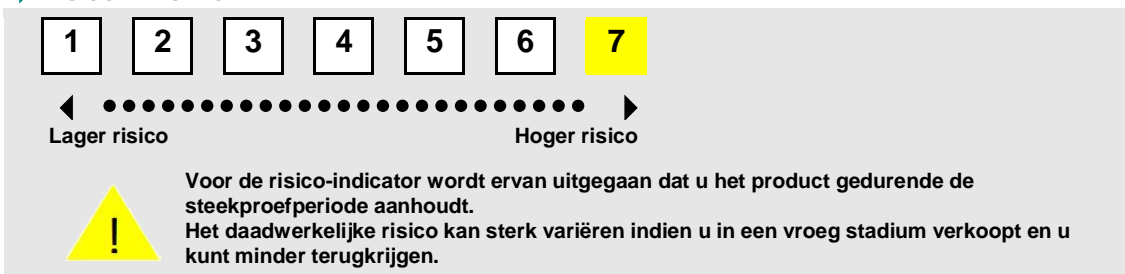 1 2 3 4 5 6 7
Lager risico Hoger risico
!
Voor de risico-indicator wordt ervan uitgegaan dat u het product gedurende de
steekproefperiode aanhoudt.
Het daadwerkelijke risico kan sterk variëren indien u in een vroeg stadium verkoopt en u
kunt minder terugkrijgen.